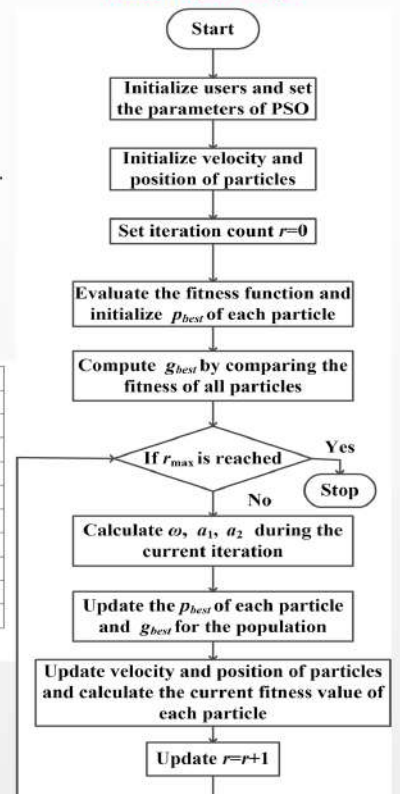 Start
Initialize users and set
the parameters of PSO
Initialize velocity and
position of particles
Set iteration count r=0
Evaluate the fitness function and
initialize pbest of each particle
Compute gbest by comparing the
fitness of all particles
If rmax is reached
Yes
Stop
No
Calculate ω, a1, a2 during the
current iteration
Update the pbest of each particle
and gbest for the population
Update velocity and position of particles
and calculate the current fitness value of
each particle
Update r=r+1